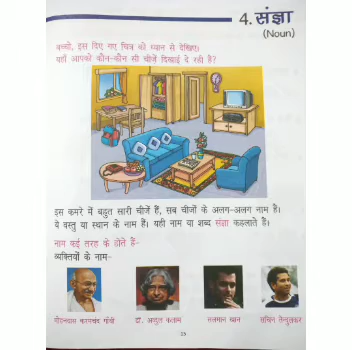 4. संज्ञा
(Noun)
बच्चो, इस दिए गए चित्र को ध्यान से देखिए।
यहाँ आपको कौन-कौन सी चीजें दिखाई दे रही है?
इस कमरे में बहुत सारी चीजें हैं, सब चीजों के अलग-अलग नाम हैं।
ये वस्तु या स्थान के नाम हैं। यही नाम या शब्द संज्ञा कहलाते हैं।
नाम कई तरह के होते हैं-
व्यक्तियों के नाम-
मोहनदास करमचंद गांधी डॉ. अब्दुल कलाम सलमान खान सचिन तेन्दुलकर